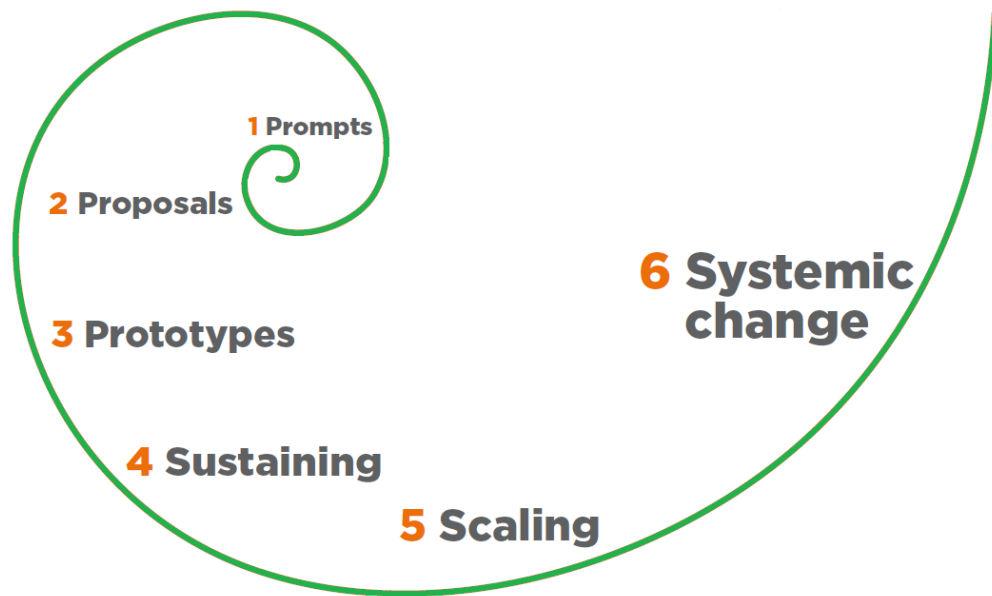 1 Prompts
2 Proposals
3 Prototypes
4 Sustaining
5 Scaling
6 Systemic
change